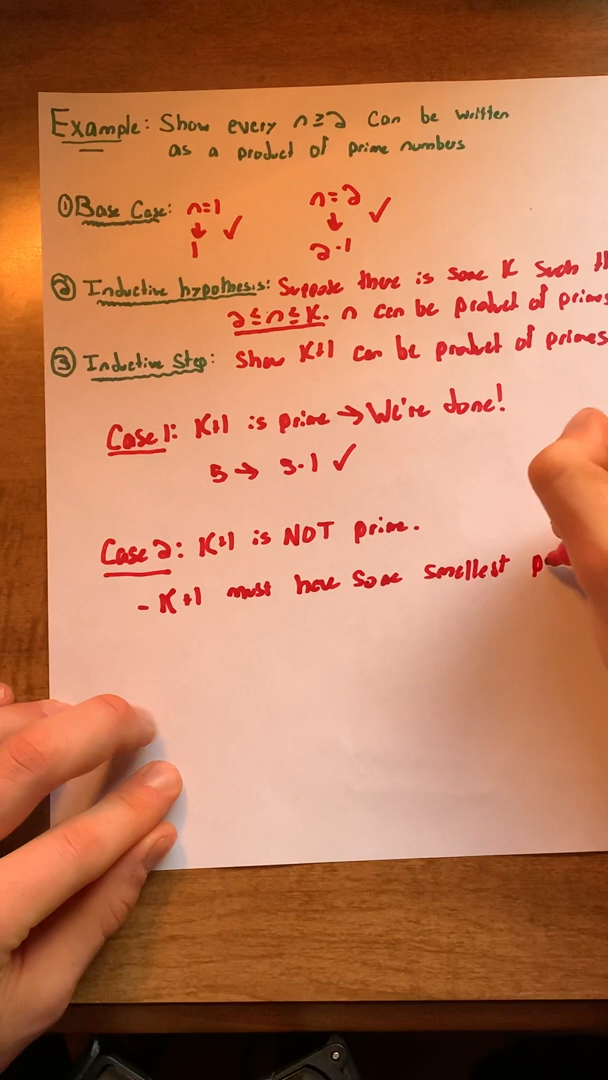 Example: Show every n≥2 can be written
as a product of prime numbers
① Base Case: n=1 n=2
↓ ✓ ↓ ✓
1 2·1
② Inductive hypothesis: Suppose there is some K such
2≤n≤K. n can be product of primes
③ Inductive Step: Show K+1 can be product of primes
Case 1: K+1 is prime → We're done!
5 → 5·1 ✓
Case 2: K+1 is NOT prime.
- K+1 must have some smallest